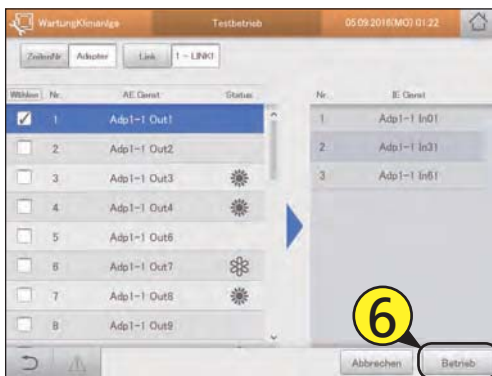 WartungKlimanlge Testbetrieb 05.09.2016(MO) 01:22
ZeilenNr Adapter Link 1 - LINK1
Wählen Nr. AE Gerät Status Nr. IE Gerät
1 Adp1-1 Out1 1 Adp1-1 In01
2 Adp1-1 Out2 2 Adp1-1 In31
3 Adp1-1 Out3 3 Adp1-1 In61
4 Adp1-1 Out4
5 Adp1-1 Out6
6 Adp1-1 Out7
7 Adp1-1 Out8
8 Adp1-1 Out9
6
Abbrechen Betrieb